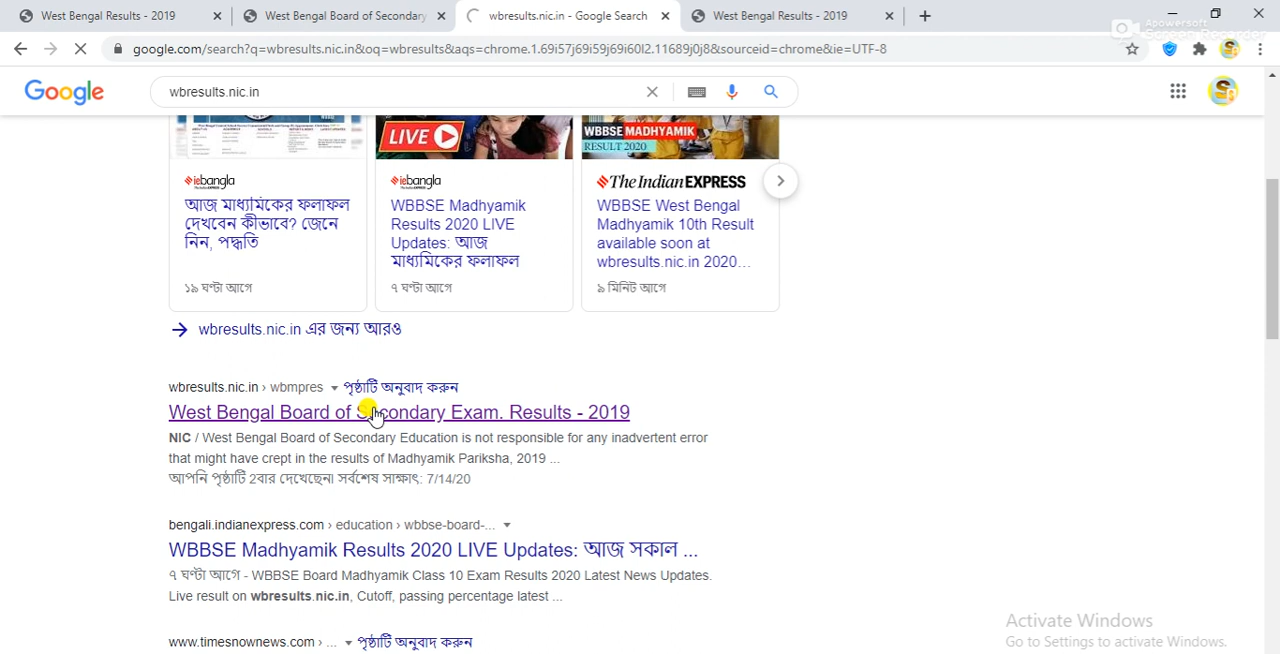 West Bengal Results - 2019
West Bengal Board of Secondary
wbresults.nic.in - Google Search
West Bengal Results - 2019
Apowersoft
Screen Recorder
google.com/search?q=wbresults.nic.in&oq=wbresults&aqs=chrome.1.69i57j69i59j69i60l2.11689j0j8&sourceid=chrome&ie=UTF-8
Google
wbresults.nic.in
LIVE
WBBSE MADHYAMIK
RESULT 2020
iebangla
আজ মাধ্যমিকের ফলাফল
দেখবেন কীভাবে? জেনে
নিন, পদ্ধতি
১৯ ঘণ্টা আগে
iebangla
WBBSE Madhyamik
Results 2020 LIVE
Updates: আজ
মাধ্যমিকের ফলাফল
৭ ঘণ্টা আগে
The Indian EXPRESS
WBBSE West Bengal
Madhyamik 10th Result
available soon at
wbresults.nic.in 2020...
৯ মিনিট আগে
wbresults.nic.in এর জন্য আরও
wbresults.nic.in › wbmpres ▾ পৃষ্ঠাটি অনুবাদ করুন
West Bengal Board of Secondary Exam. Results - 2019
NIC / West Bengal Board of Secondary Education is not responsible for any inadvertent error
that might have crept in the results of Madhyamik Pariksha, 2019 ...
আপনি পৃষ্ঠাটি 2বার দেখেছেন৷ সর্বশেষ সাক্ষাৎ: 7/14/20
bengali.indianexpress.com › education › wbbse-board-... ▾
WBBSE Madhyamik Results 2020 LIVE Updates: আজ সকাল ...
৭ ঘণ্টা আগে - WBBSE Board Madhyamik Class 10 Exam Results 2020 Latest News Updates.
Live result on wbresults.nic.in, Cutoff, passing percentage latest ...
www.timesnownews.com › ... ▾ পৃষ্ঠাটি অনুবাদ করুন
Activate Windows
Go to Settings to activate Windows.